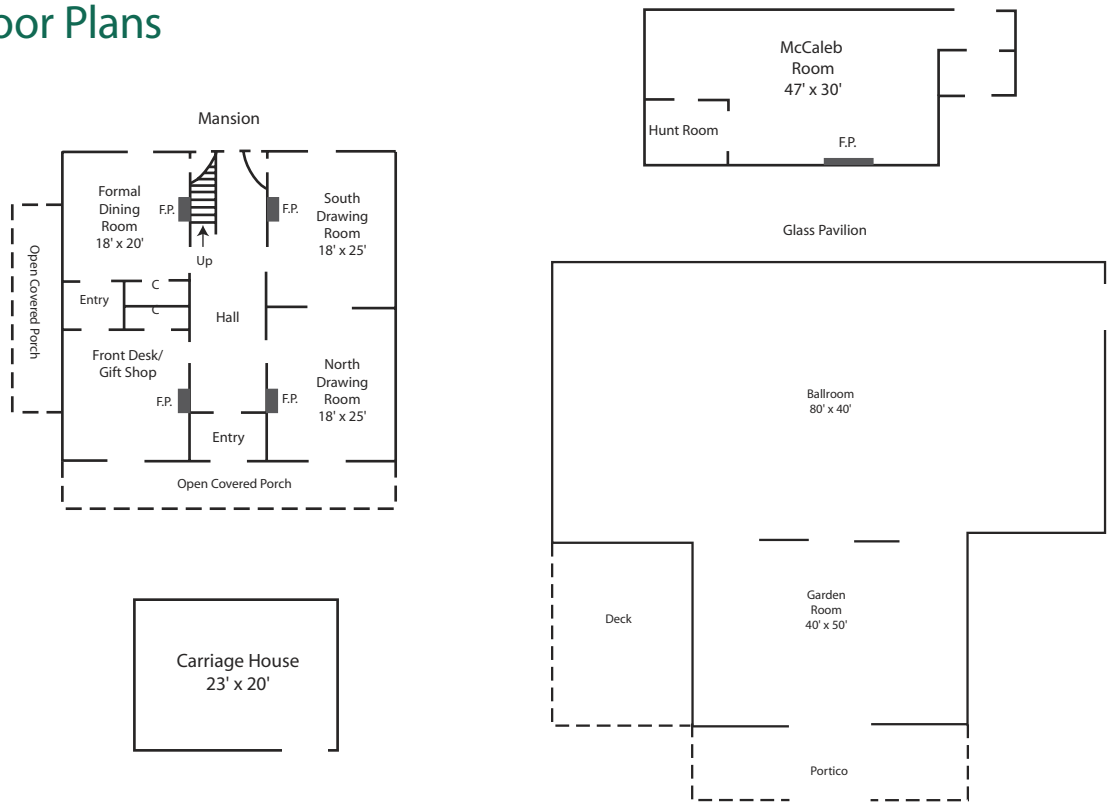 oor Plans
Mansion
Formal
Dining
Room
18' x 20'
F.P.
F.P.
South
Drawing
Room
18' x 25'
Up
Open Covered Porch
Entry
C
C
Hall
Front Desk/
Gift Shop
F.P.
F.P.
North
Drawing
Room
18' x 25'
Entry
Open Covered Porch
Carriage House
23' x 20'
McCaleb
Room
47' x 30'
Hunt Room
F.P.
Glass Pavilion
Ballroom
80' x 40'
Deck
Garden
Room
40' x 50'
Portico